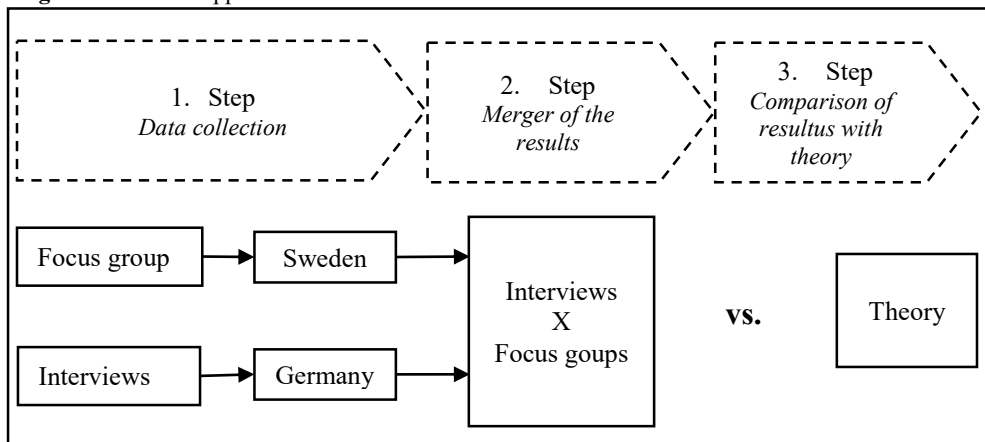 1. Step
Data collection
2. Step
Merger of the
results
3. Step
Comparison of
resultus with
theory
Focus group
Sweden
Interviews
X
Focus goups
vs.
Theory
Interviews
Germany